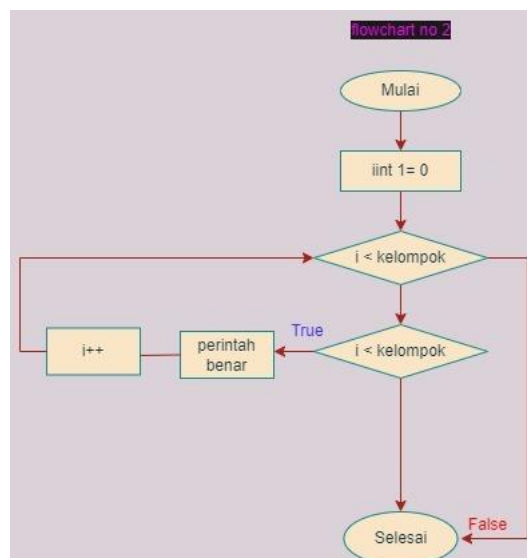 flowchart no 2
Mulai
iint 1= 0
i < kelompok
True
i < kelompok
perintah
benar
i++
False
Selesai